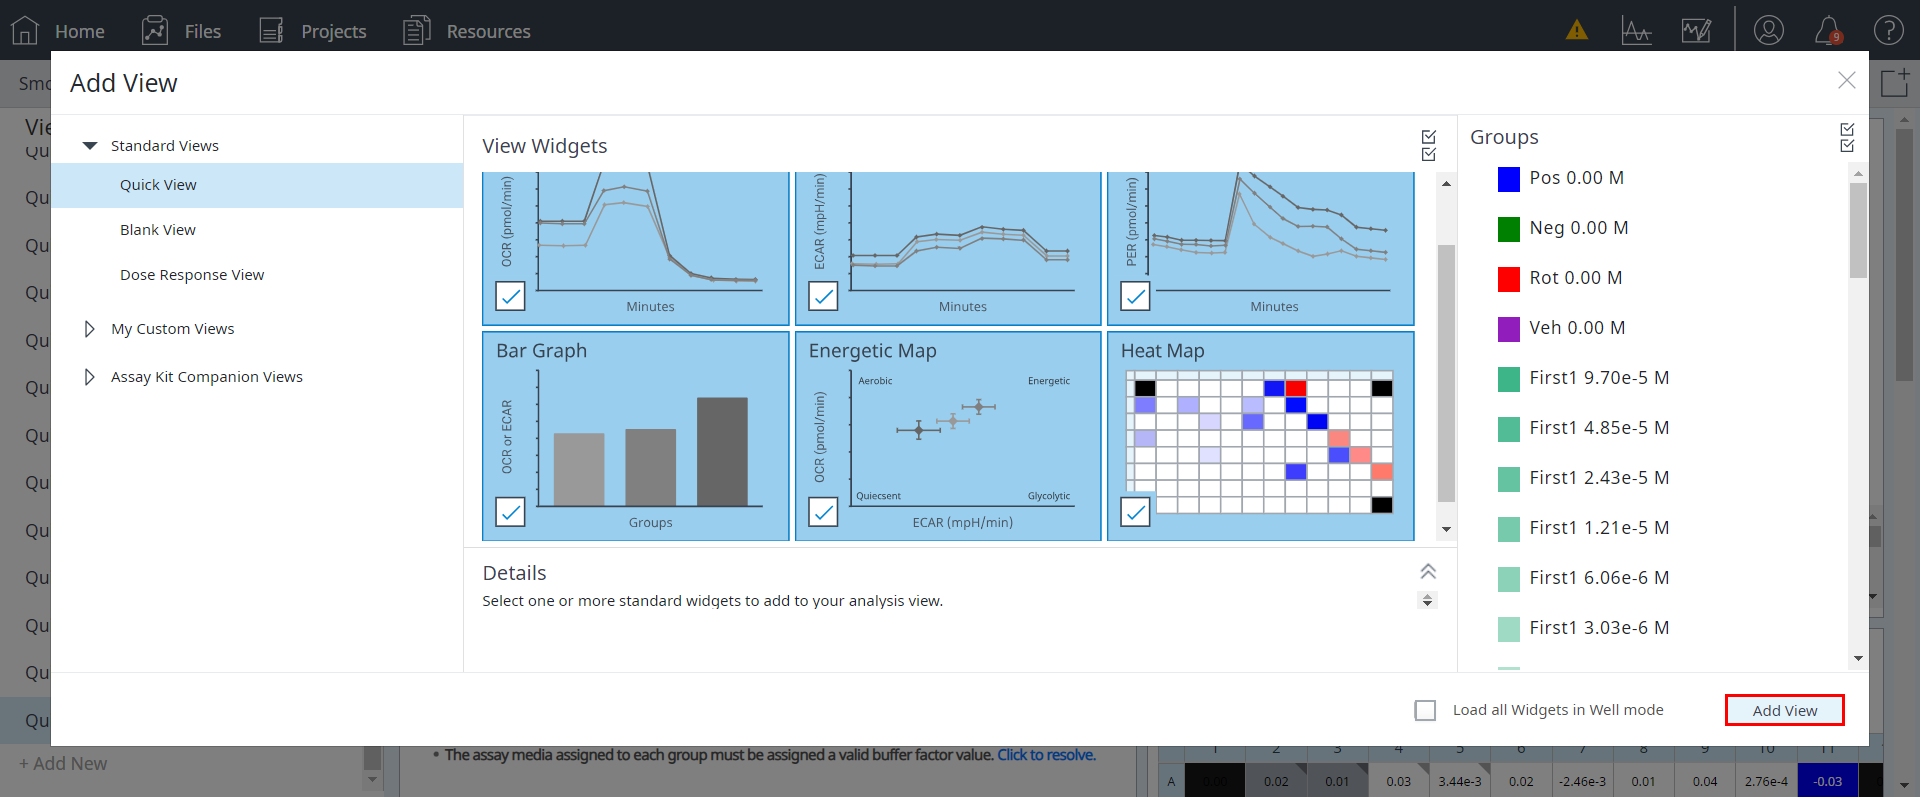 Home
Files
Projects
Resources
9
Add View
Standard Views
Quick View
Blank View
Dose Response View
My Custom Views
Assay Kit Companion Views
View Widgets
OCR (pmol/min)
Minutes
ECAR (mpH/min)
Minutes
PER (pmol/min)
Minutes
Bar Graph
OCR or ECAR
Groups
Energetic Map
Aerobic
Energetic
OCR (pmol/min)
Quiecsent
Glycolytic
ECAR (mpH/min)
Heat Map
Details
Select one or more standard widgets to add to your analysis view.
Groups
Pos 0.00 M
Neg 0.00 M
Rot 0.00 M
Veh 0.00 M
First1 9.70e-5 M
First1 4.85e-5 M
First1 2.43e-5 M
First1 1.21e-5 M
First1 6.06e-6 M
First1 3.03e-6 M
Load all Widgets in Well mode
Add View
Smo
Vie
Qu
Qu
Qu
Qu
Qu
Qu
Qu
Qu
Qu
Qu
Qu
Qu
Qu
+ Add New
• The assay media assigned to each group must be assigned a valid buffer factor value. Click to resolve.
1 2 3 4 5 6 7 8 9 10 11
A 0.00 0.02 0.01 0.03 3.44e-3 0.02 -2.46e-3 0.01 0.04 2.76e-4 -0.03